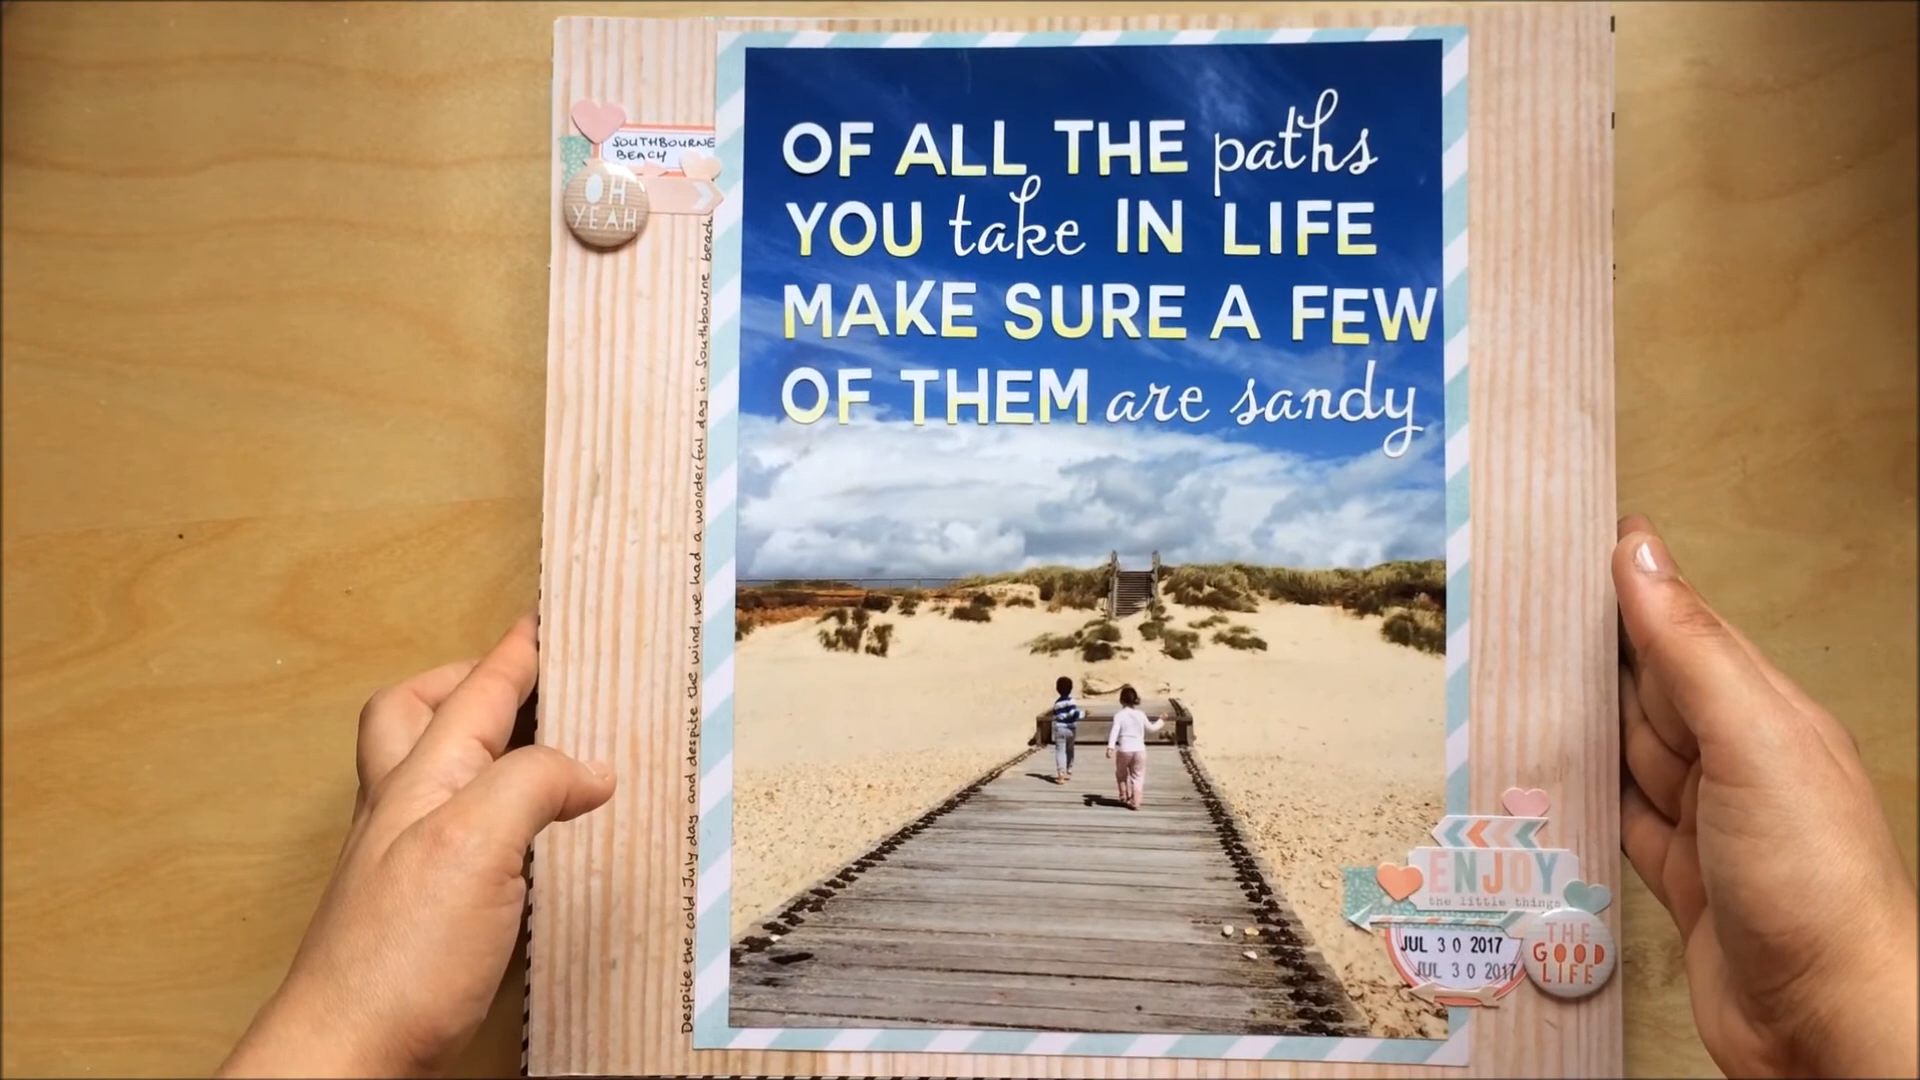 SOUTHBOURNE
BEACH
OH
YEAH
Despite the cold July day and despite the wind, we had a wonderful day in Southbourne beach
OF ALL THE paths
YOU take IN LIFE
MAKE SURE A FEW
OF THEM are sandy
ENJOY
the little things
JUL 30 2017
JUL 30 2017
THE
GOOD
LIFE